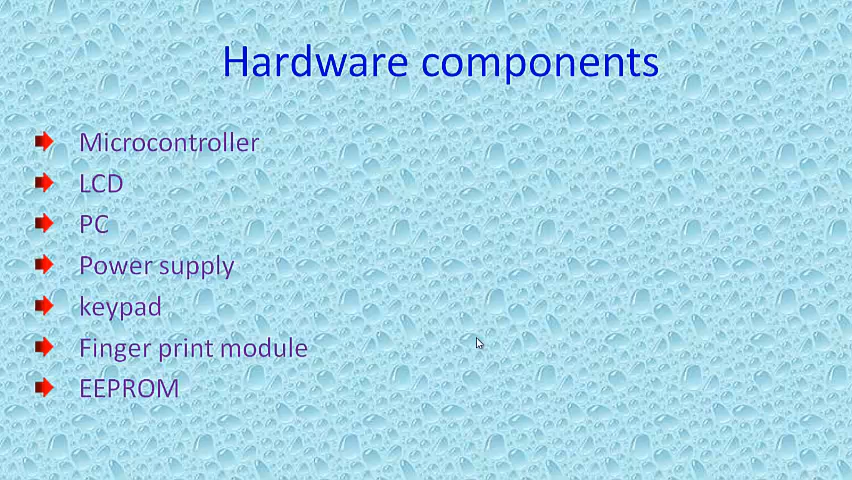 Hardware components
Microcontroller
LCD
PC
Power supply
keypad
Finger print module
EEPROM